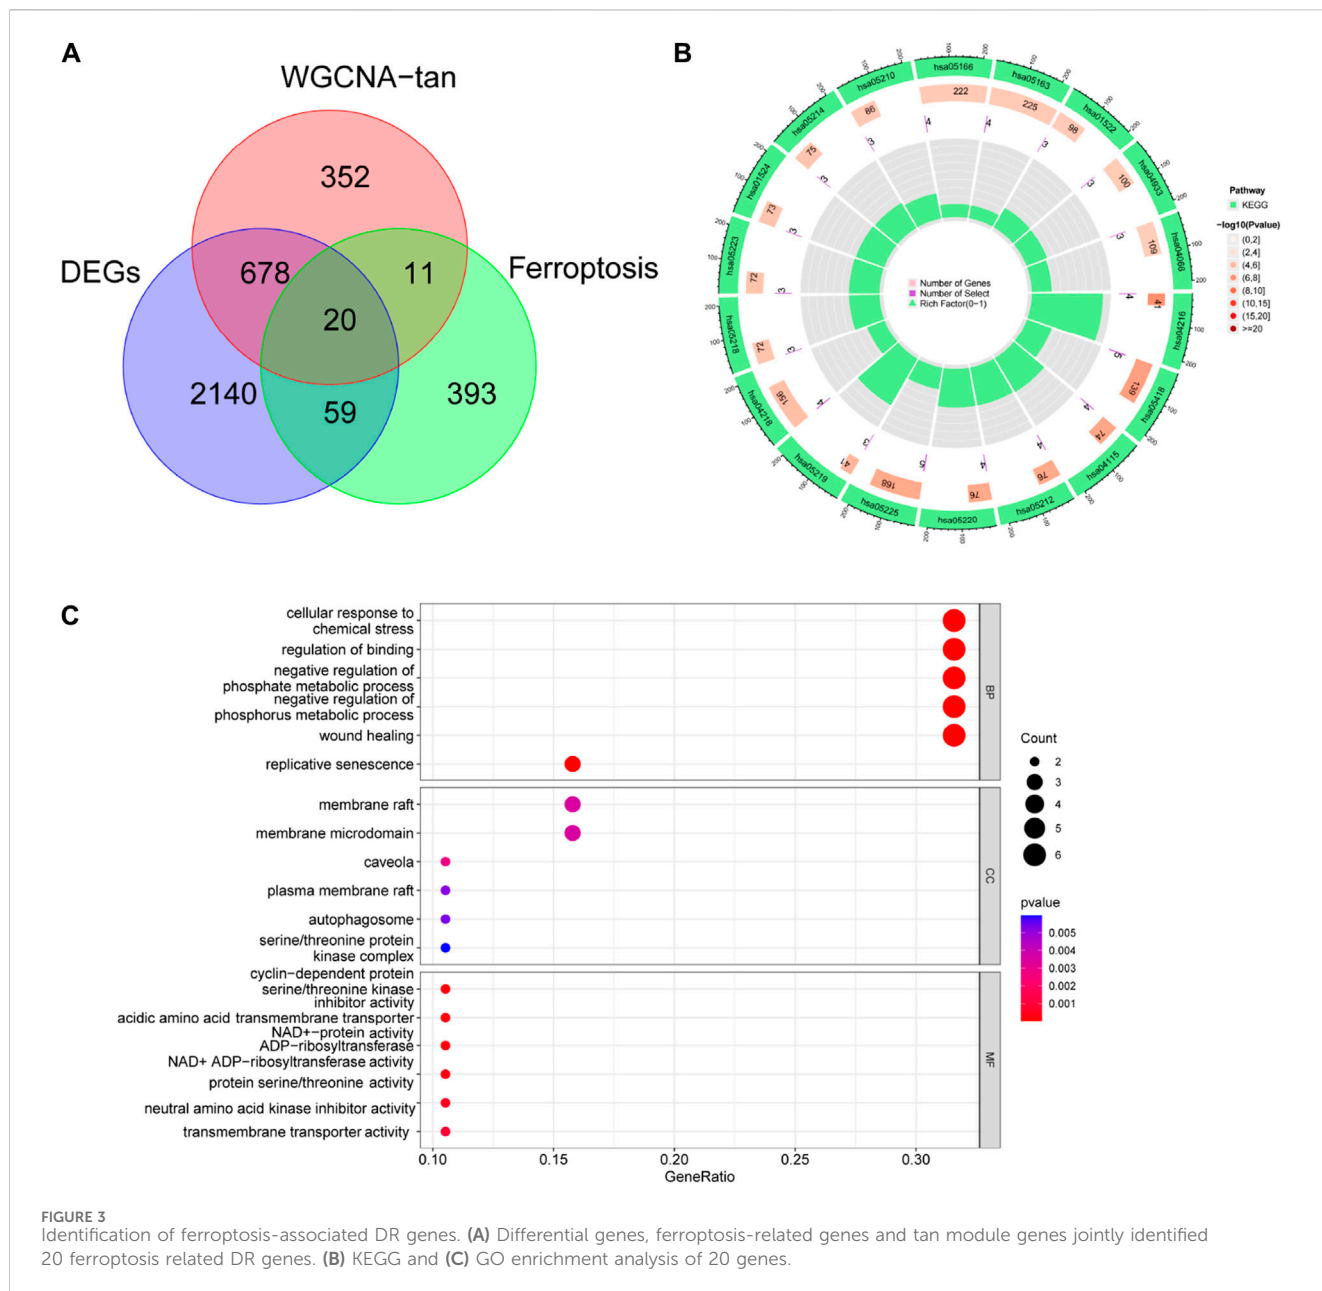 A
WGCNA−tan
352
DEGs
678
11
Ferroptosis
20
2140
59
393
B
hsa05166
hsa05163
hsa01522
hsa04933
hsa04066
hsa04216
hsa05418
hsa04115
hsa05212
hsa05220
hsa05225
hsa05219
hsa04218
hsa05218
hsa05223
hsa01524
hsa05214
hsa05210
222
225
98
100
109
41
139
74
76
76
168
41
156
72
72
73
75
86
Number of Genes
Number of Select
Rich Factor(0−1)
Pathway
KEGG
−log10(Pvalue)
(0,2]
(2,4]
(4,6]
(6,8]
(8,10]
(10,15]
(15,20]
>=20
C
cellular response to
chemical stress
regulation of binding
negative regulation of
phosphate metabolic process
negative regulation of
phosphorus metabolic process
wound healing
replicative senescence
membrane raft
membrane microdomain
caveola
plasma membrane raft
autophagosome
serine/threonine protein
kinase complex
cyclin−dependent protein
serine/threonine kinase
inhibitor activity
acidic amino acid transmembrane transporter
NAD+−protein activity
ADP−ribosyltransferase
NAD+ ADP−ribosyltransferase activity
protein serine/threonine activity
neutral amino acid kinase inhibitor activity
transmembrane transporter activity
BP
CC
MF
0.10 0.15 0.20 0.25 0.30
GeneRatio
Count
2
3
4
5
6
pvalue
0.005
0.004
0.003
0.002
0.001
FIGURE 3
Identification of ferroptosis-associated DR genes. (A) Differential genes, ferroptosis-related genes and tan module genes jointly identified
20 ferroptosis related DR genes. (B) KEGG and (C) GO enrichment analysis of 20 genes.